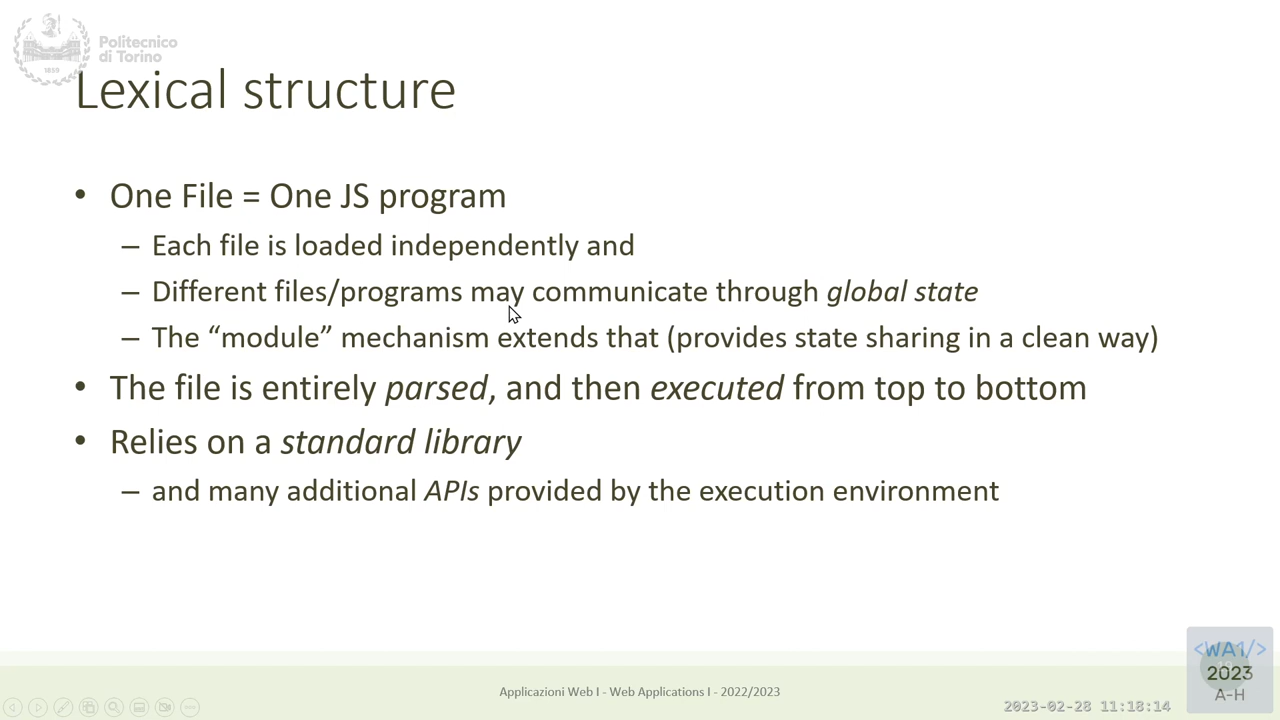 Politecnico
di Torino
1859
Lexical structure
• One File = One JS program
– Each file is loaded independently and
– Different files/programs may communicate through global state
– The “module” mechanism extends that (provides state sharing in a clean way)
• The file is entirely parsed, and then executed from top to bottom
• Relies on a standard library
– and many additional APIs provided by the execution environment
Applicazioni Web I - Web Applications I - 2022/2023
2023-02-28 11:18:14
<WA1/>
2023
A-H